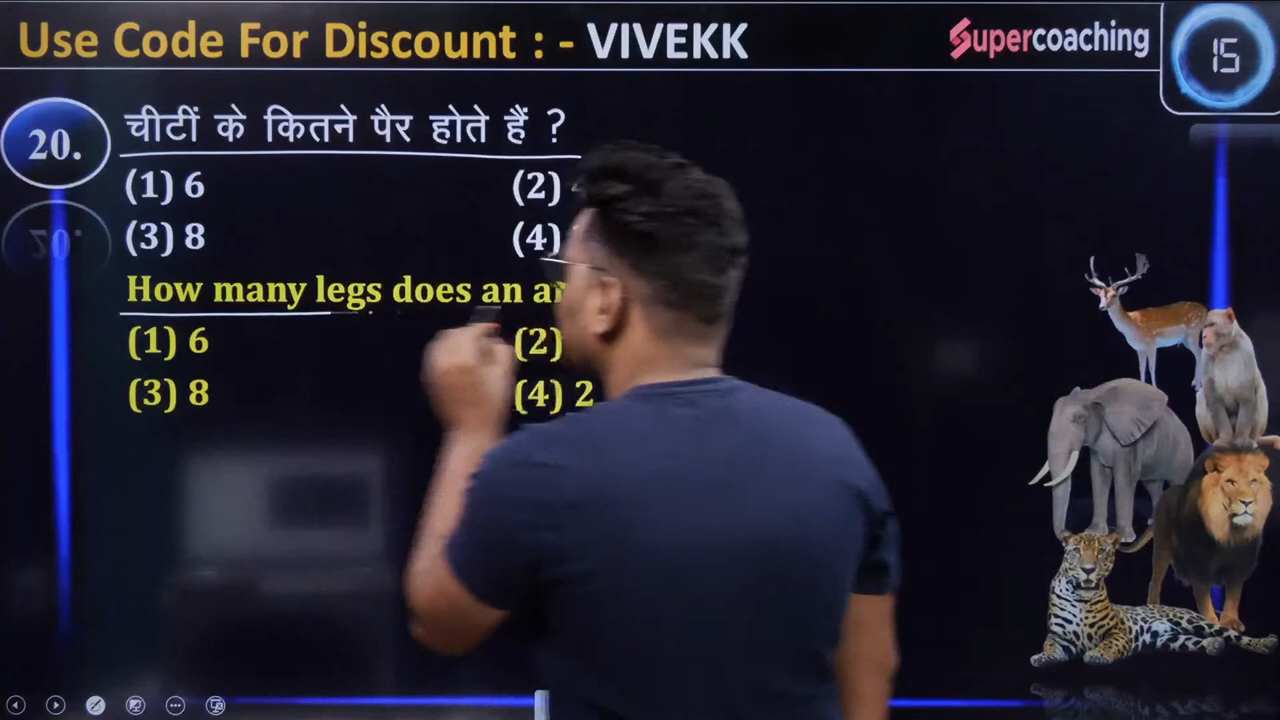 Use Code For Discount : - VIVEKK
Supercoaching
15
20.
चीटीं के कितने पैर होते हैं ?
(1) 6
(2)
(3) 8
(4)
How many legs does an
(1) 6
(2)
(3) 8
(4) 2